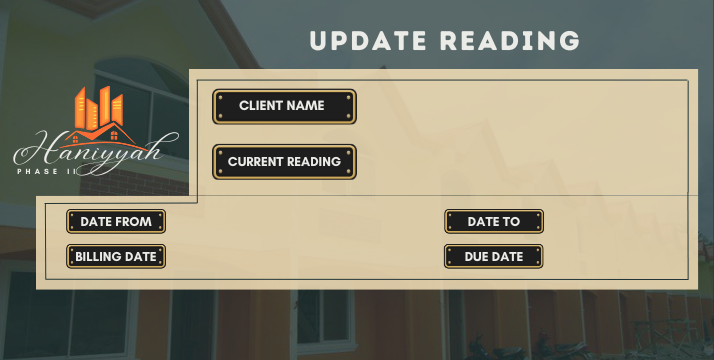 UPDATE READING
CLIENT NAME
Haniyyah
PHASE II
CURRENT READING
DATE FROM
DATE TO
BILLING DATE
DUE DATE